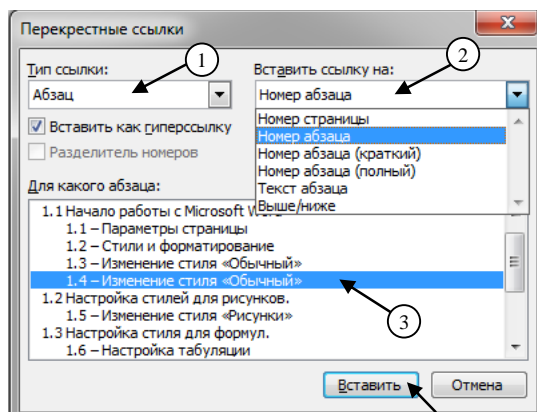 Перекрестные ссылки
Тип ссылки:
1
Вставить ссылку на:
2
Абзац
Номер абзаца
Вставить как гиперссылку
Разделитель номеров
Номер страницы
Номер абзаца
Номер абзаца (краткий)
Номер абзаца (полный)
Текст абзаца
Выше/ниже
Для какого абзаца:
1.1 Начало работы с Microsoft
1.1 – Параметры страницы
1.2 – Стили и форматирование
1.3 – Изменение стиля «Обычный»
1.4 – Изменение стиля «Обычный»
1.2 Настройка стилей для рисунков.
1.5 – Изменение стиля «Рисунки»
1.3 Настройка стиля для формул.
1.6 – Настройка табуляции
3
Вставить
Отмена